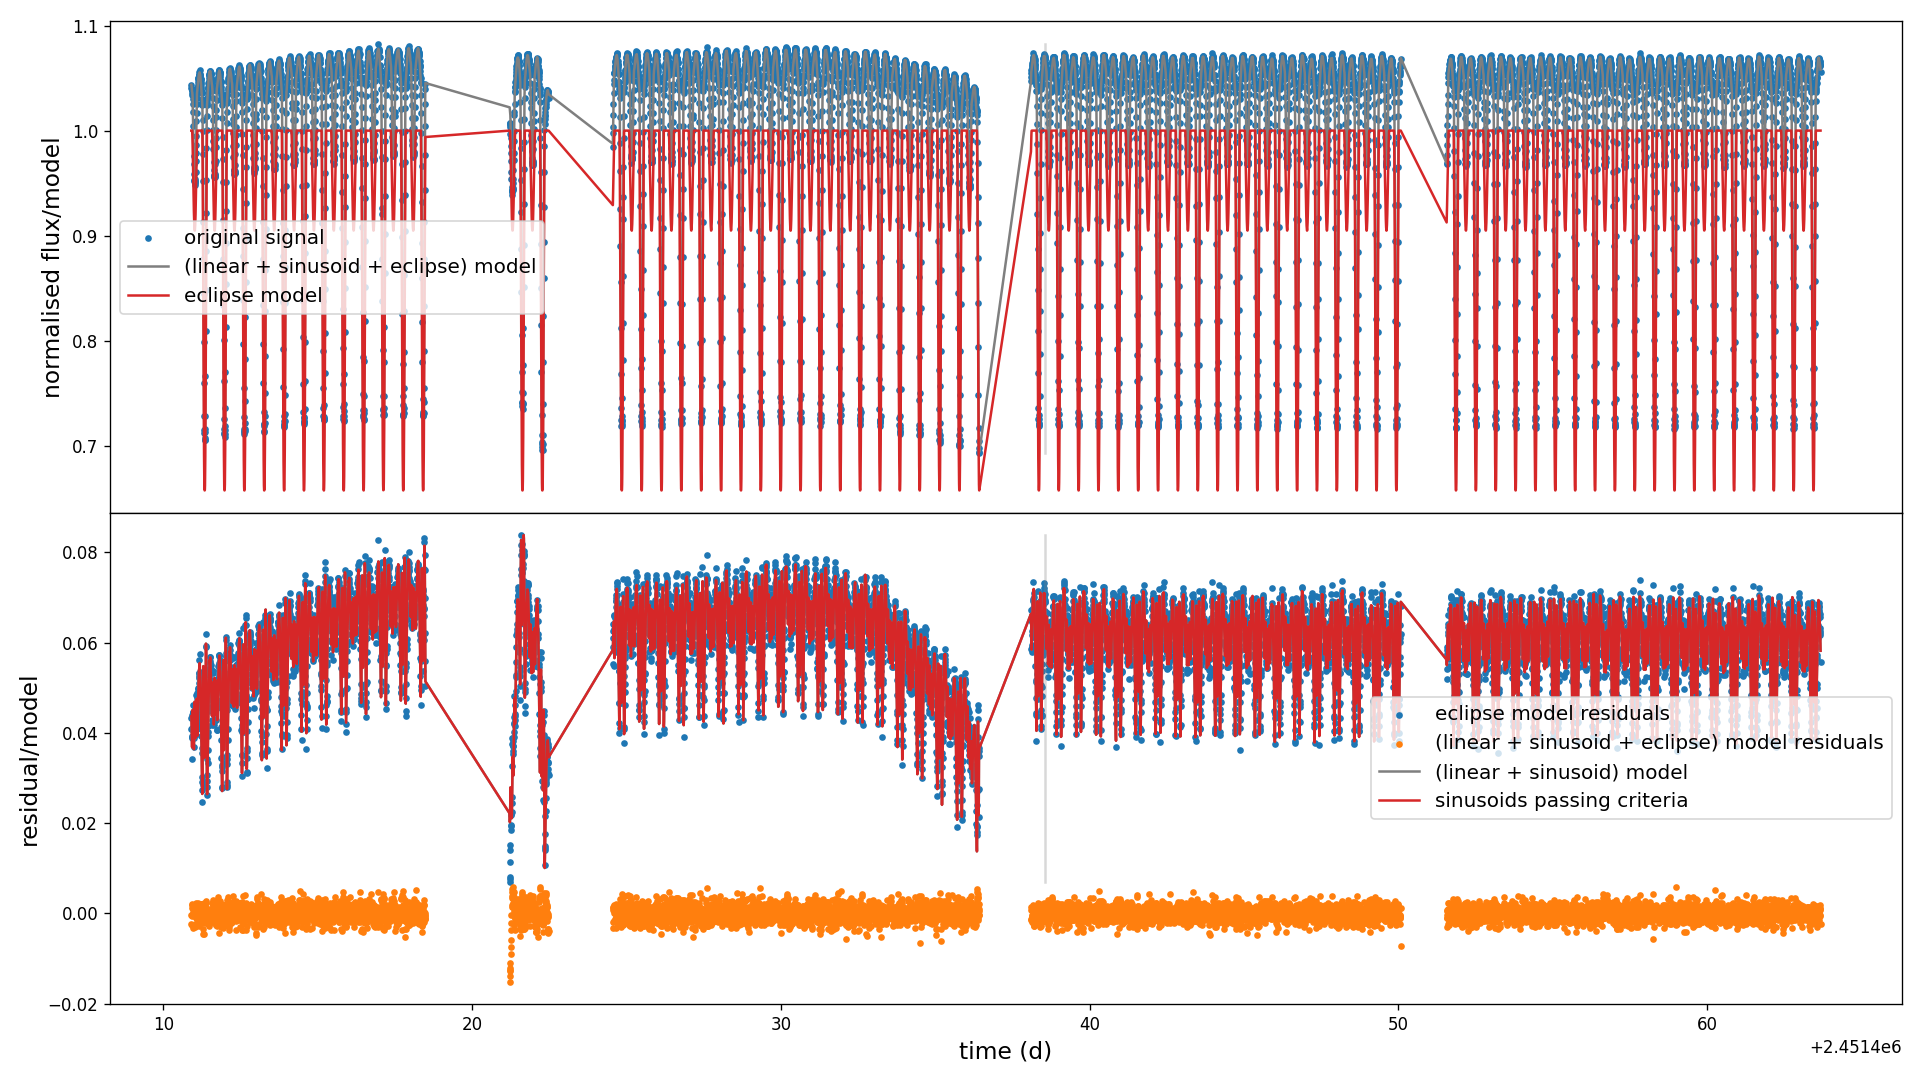 1.1
1.0
0.9
0.8
0.7
normalised flux/model
original signal
(linear + sinusoid + eclipse) model
eclipse model
0.08
0.06
0.04
0.02
0.00
−0.02
residual/model
eclipse model residuals
(linear + sinusoid + eclipse) model residuals
(linear + sinusoid) model
sinusoids passing criteria
10
20
30
40
50
60
time (d)
+2.4514e6